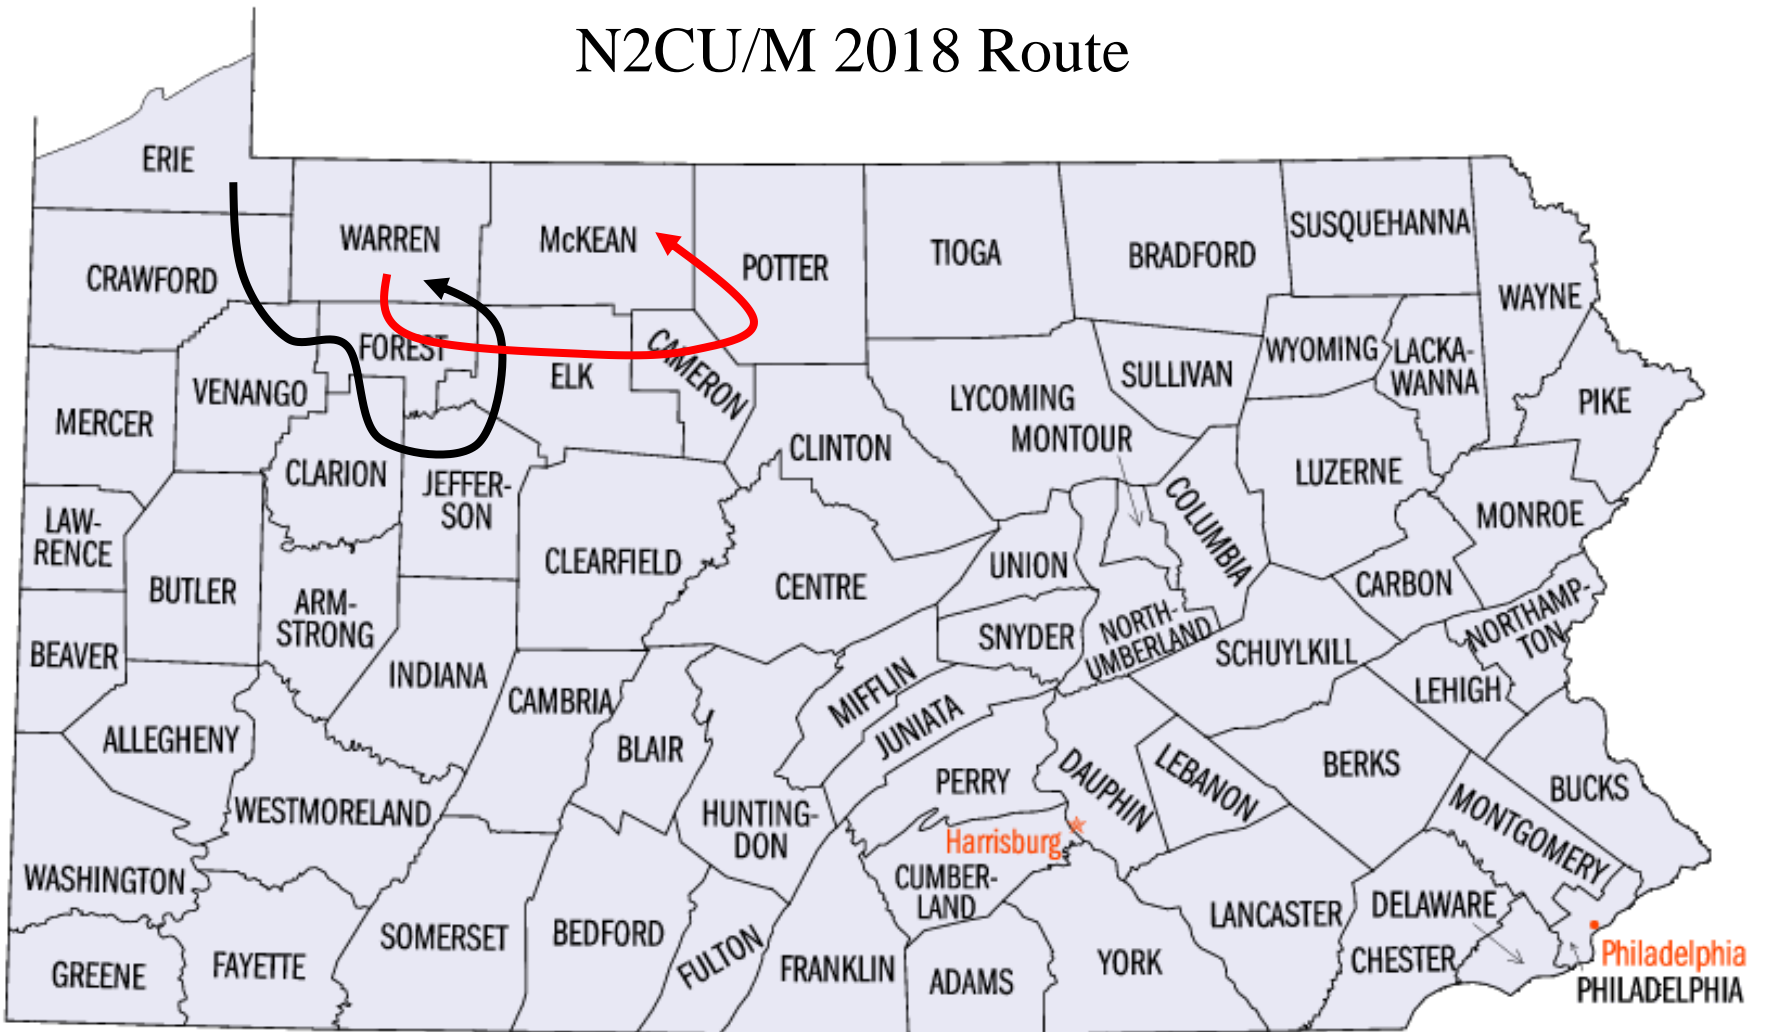 N2CU/M 2018 Route
ERIE
CRAWFORD
WARREN
McKEAN
POTTER
TIOGA
BRADFORD
SUSQUEHANNA
WAYNE
FOREST
VENANGO
MERCER
ELK
CAMERON
CLARION
JEFFER-
SON
CLINTON
LYCOMING
MONTOUR
SULLIVAN
WYOMING
LACKA-
WANNA
PIKE
LUZERNE
COLUMBIA
MONROE
LAW-
RENCE
BUTLER
ARM-
STRONG
CLEARFIELD
CENTRE
UNION
SNYDER
NORTH-
UMBERLAND
CARBON
NORTHAMP-
TON
SCHUYLKILL
LEHIGH
BEAVER
INDIANA
CAMBRIA
BLAIR
MIFFLIN
JUNIATA
ALLEGHENY
WESTMORELAND
HUNTING-
DON
PERRY
DAUPHIN
LEBANON
BERKS
MONTGOMERY
BUCKS
Harrisburg
WASHINGTON
CUMBER-
LAND
LANCASTER
DELAWARE
CHESTER
Philadelphia
PHILADELPHIA
GREENE
FAYETTE
SOMERSET
BEDFORD
FULTON
FRANKLIN
ADAMS
YORK